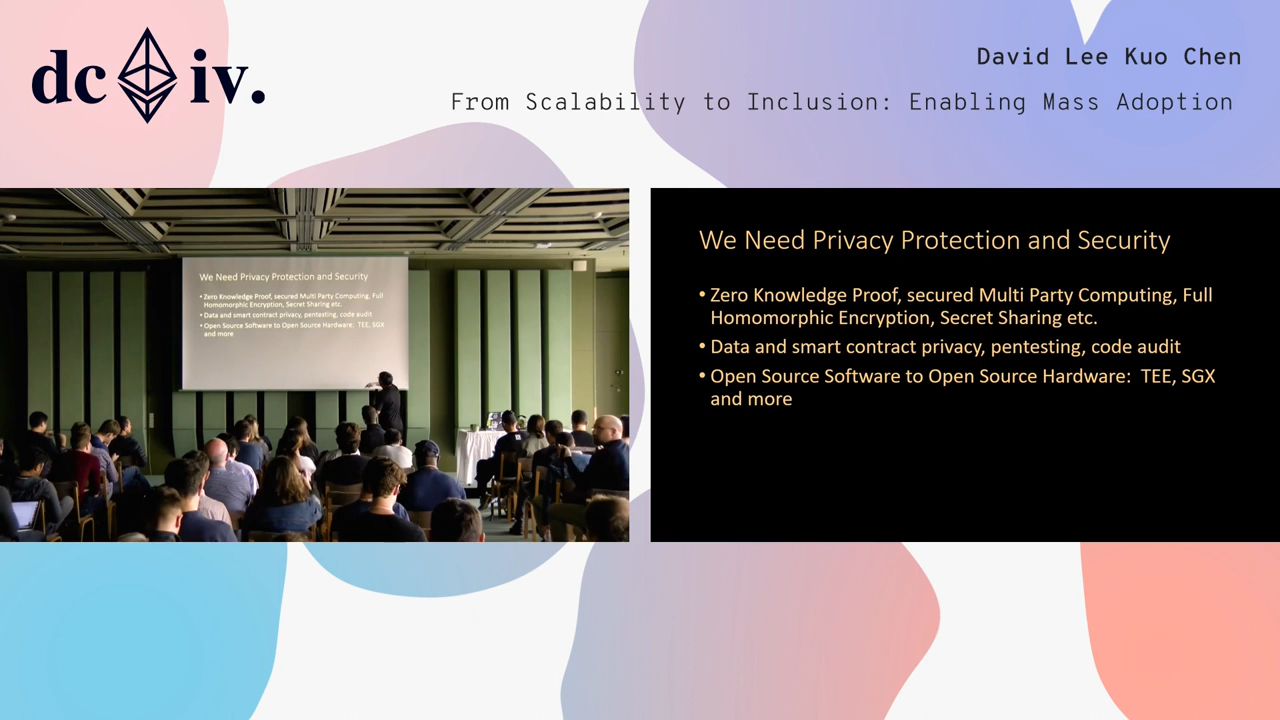 dc iv.
David Lee Kuo Chen
From Scalability to Inclusion: Enabling Mass Adoption
We Need Privacy Protection and Security
• Zero Knowledge Proof, secured Multi Party Computing, Full
Homomorphic Encryption, Secret Sharing etc.
• Data and smart contract privacy, pentesting, code audit
• Open Source Software to Open Source Hardware: TEE, SGX
and more
We Need Privacy Protection and Security
• Zero Knowledge Proof, secured Multi Party Computing, Full
Homomorphic Encryption, Secret Sharing etc.
• Data and smart contract privacy, pentesting, code audit
• Open Source Software to Open Source Hardware: TEE, SGX
and more